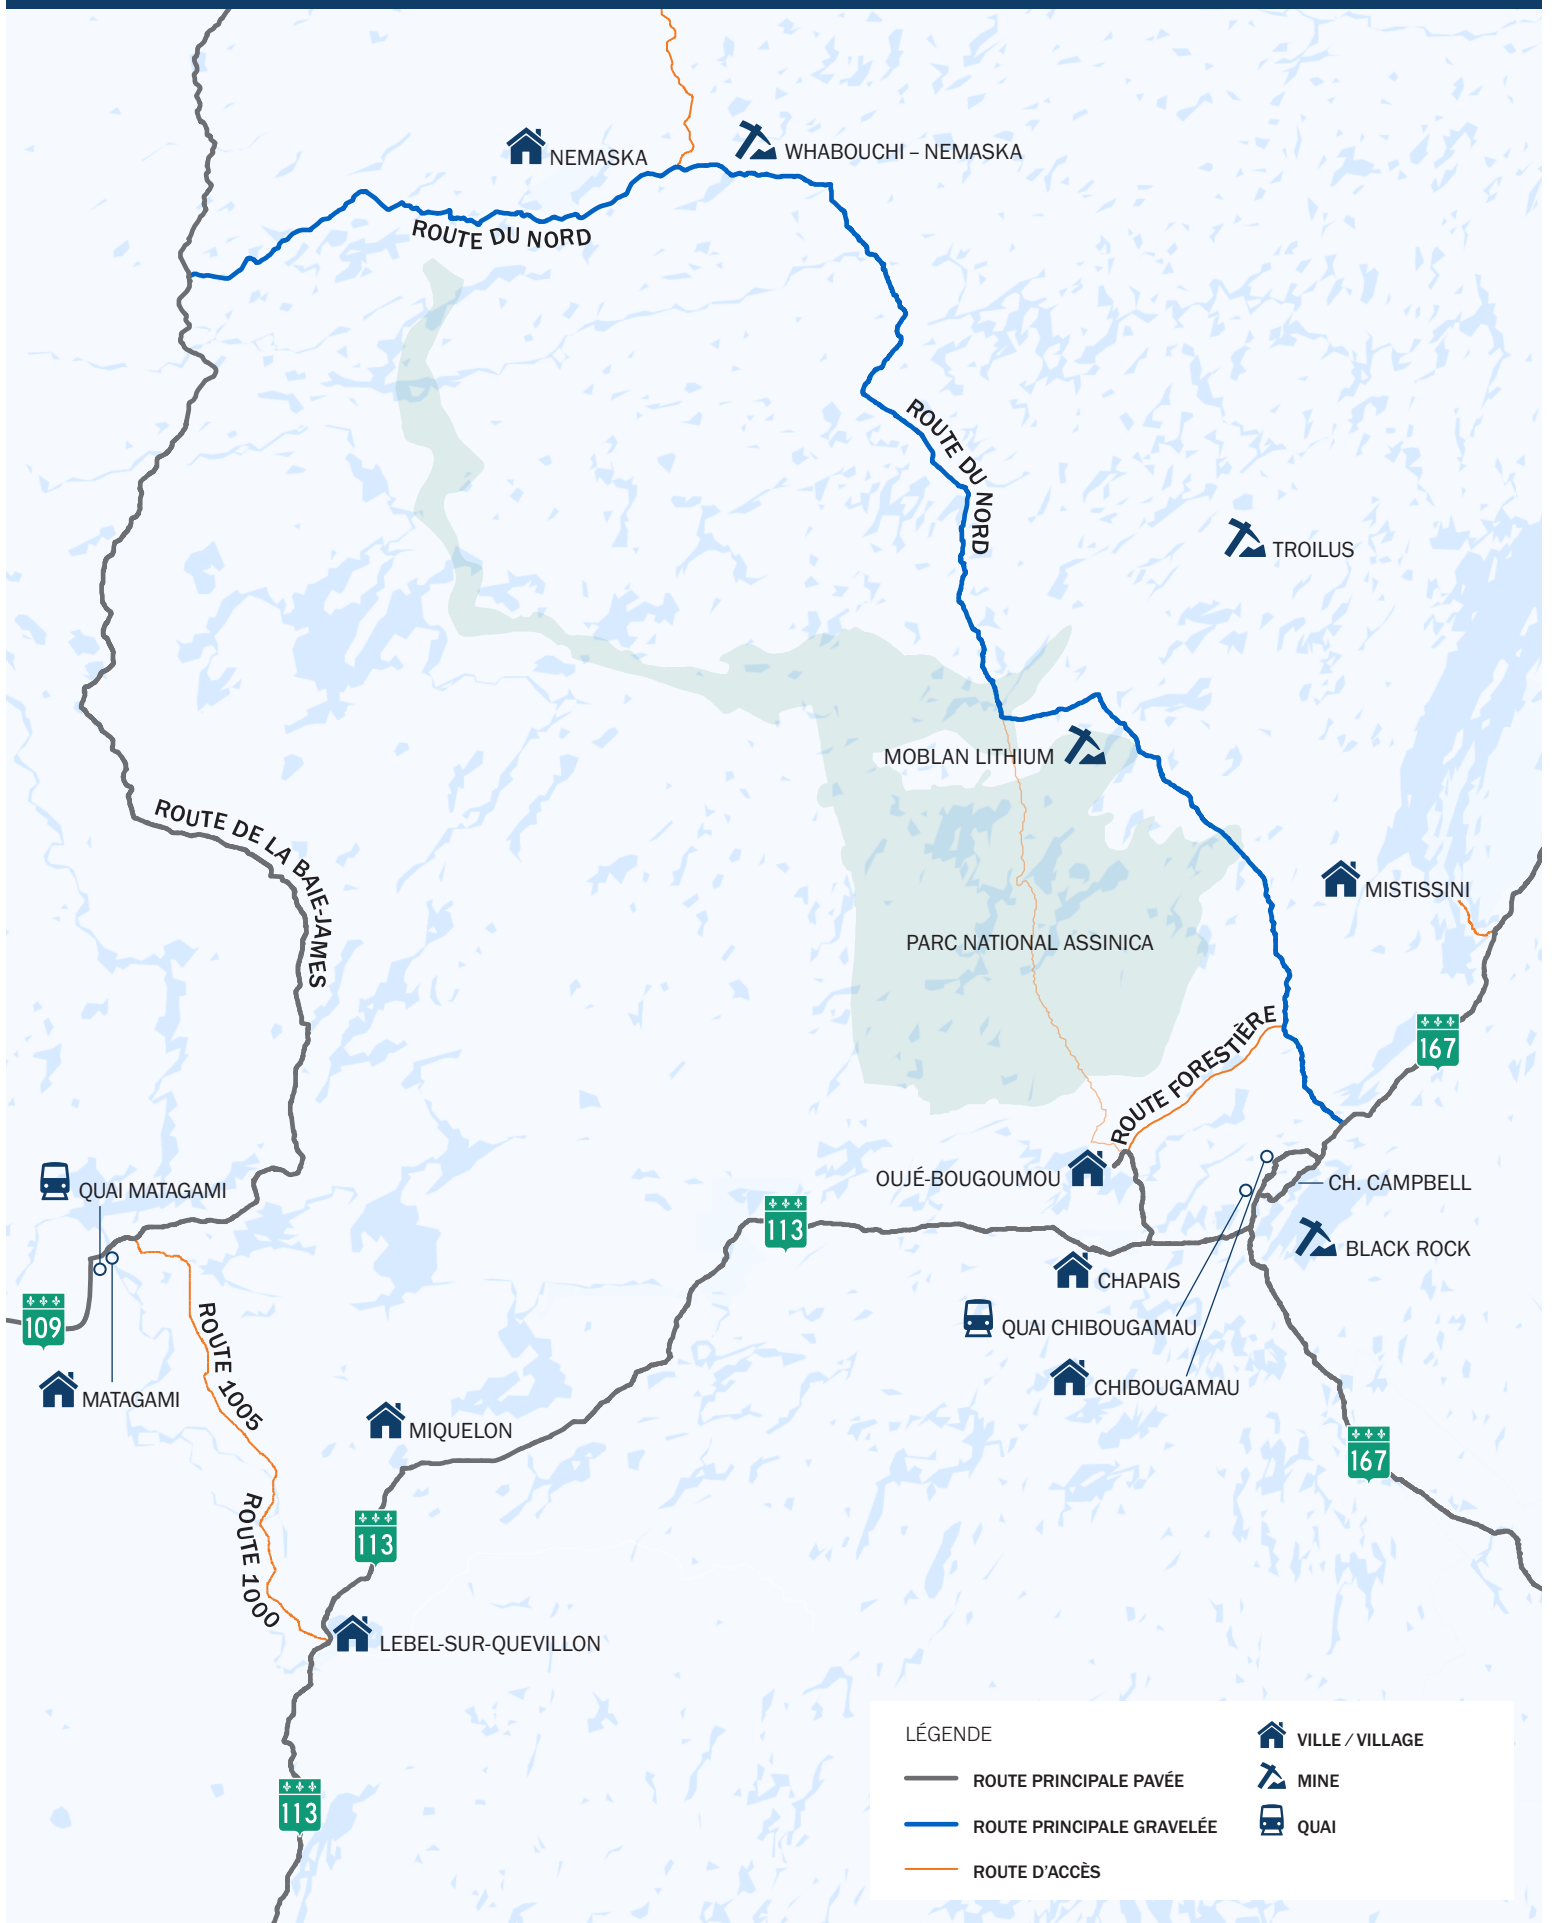 NEMASKA
WHABOUCHI – NEMASKA
ROUTE DU NORD
ROUTE DU NORD
TROILUS
MOBLAN LITHIUM
ROUTE DE LA BAIE-JAMES
MISTISSINI
PARC NATIONAL ASSINICA
ROUTE FORESTIÈRE
167
OUJÉ-BOUGOUMOU
CH. CAMPBELL
QUAI MATAGAMI
113
BLACK ROCK
CHAPAIS
109
QUAI CHIBOUGAMAU
ROUTE 1005
CHIBOUGAMAU
MATAGAMI
MIQUELON
167
ROUTE 1000
113
LEBEL-SUR-QUEVILLON
113
LÉGENDE
ROUTE PRINCIPALE PAVÉE
ROUTE PRINCIPALE GRAVELÉE
ROUTE D'ACCÈS
VILLE / VILLAGE
MINE
QUAI